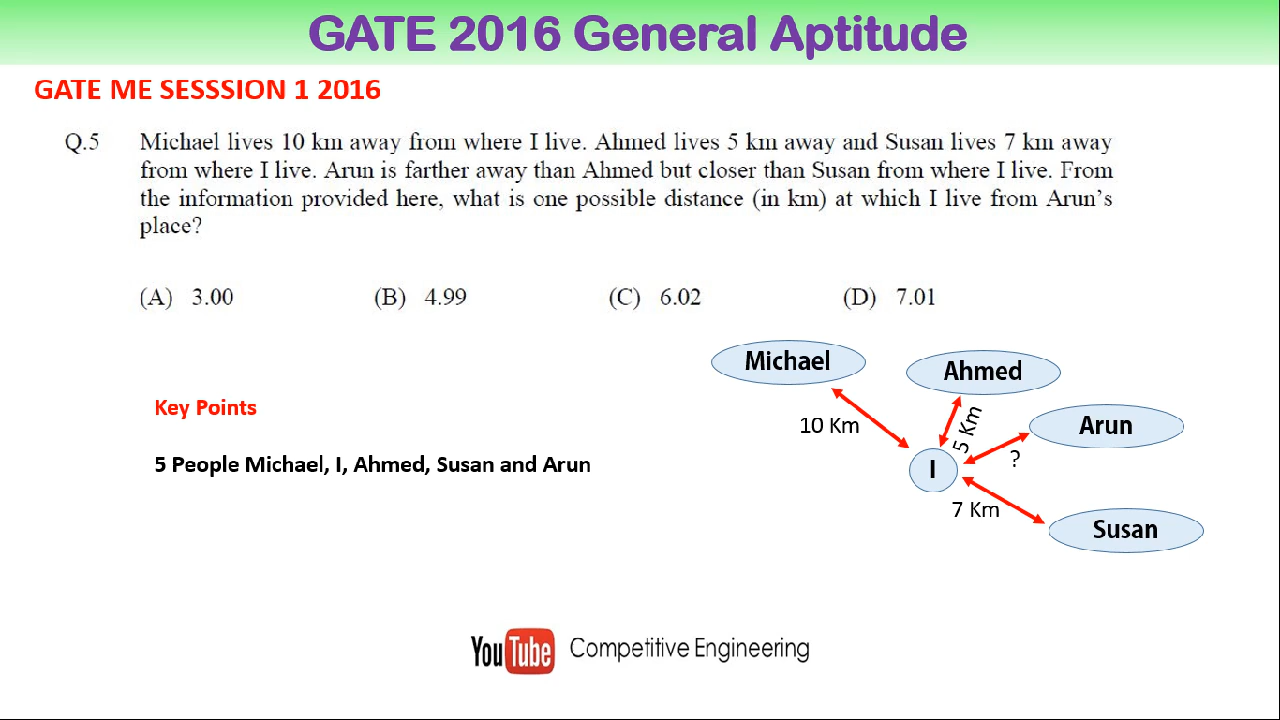 GATE 2016 General Aptitude
GATE ME SESSSION 1 2016
Q.5 Michael lives 10 km away from where I live. Ahmed lives 5 km away and Susan lives 7 km away
from where I live. Arun is farther away than Ahmed but closer than Susan from where I live. From
the information provided here, what is one possible distance (in km) at which I live from Arun's
place?
(A) 3.00 (B) 4.99 (C) 6.02 (D) 7.01
Michael
Ahmed
Key Points
10 Km
5 Km
Arun
5 People Michael, I, Ahmed, Susan and Arun
I
?
7 Km
Susan
YouTube Competitive Engineering